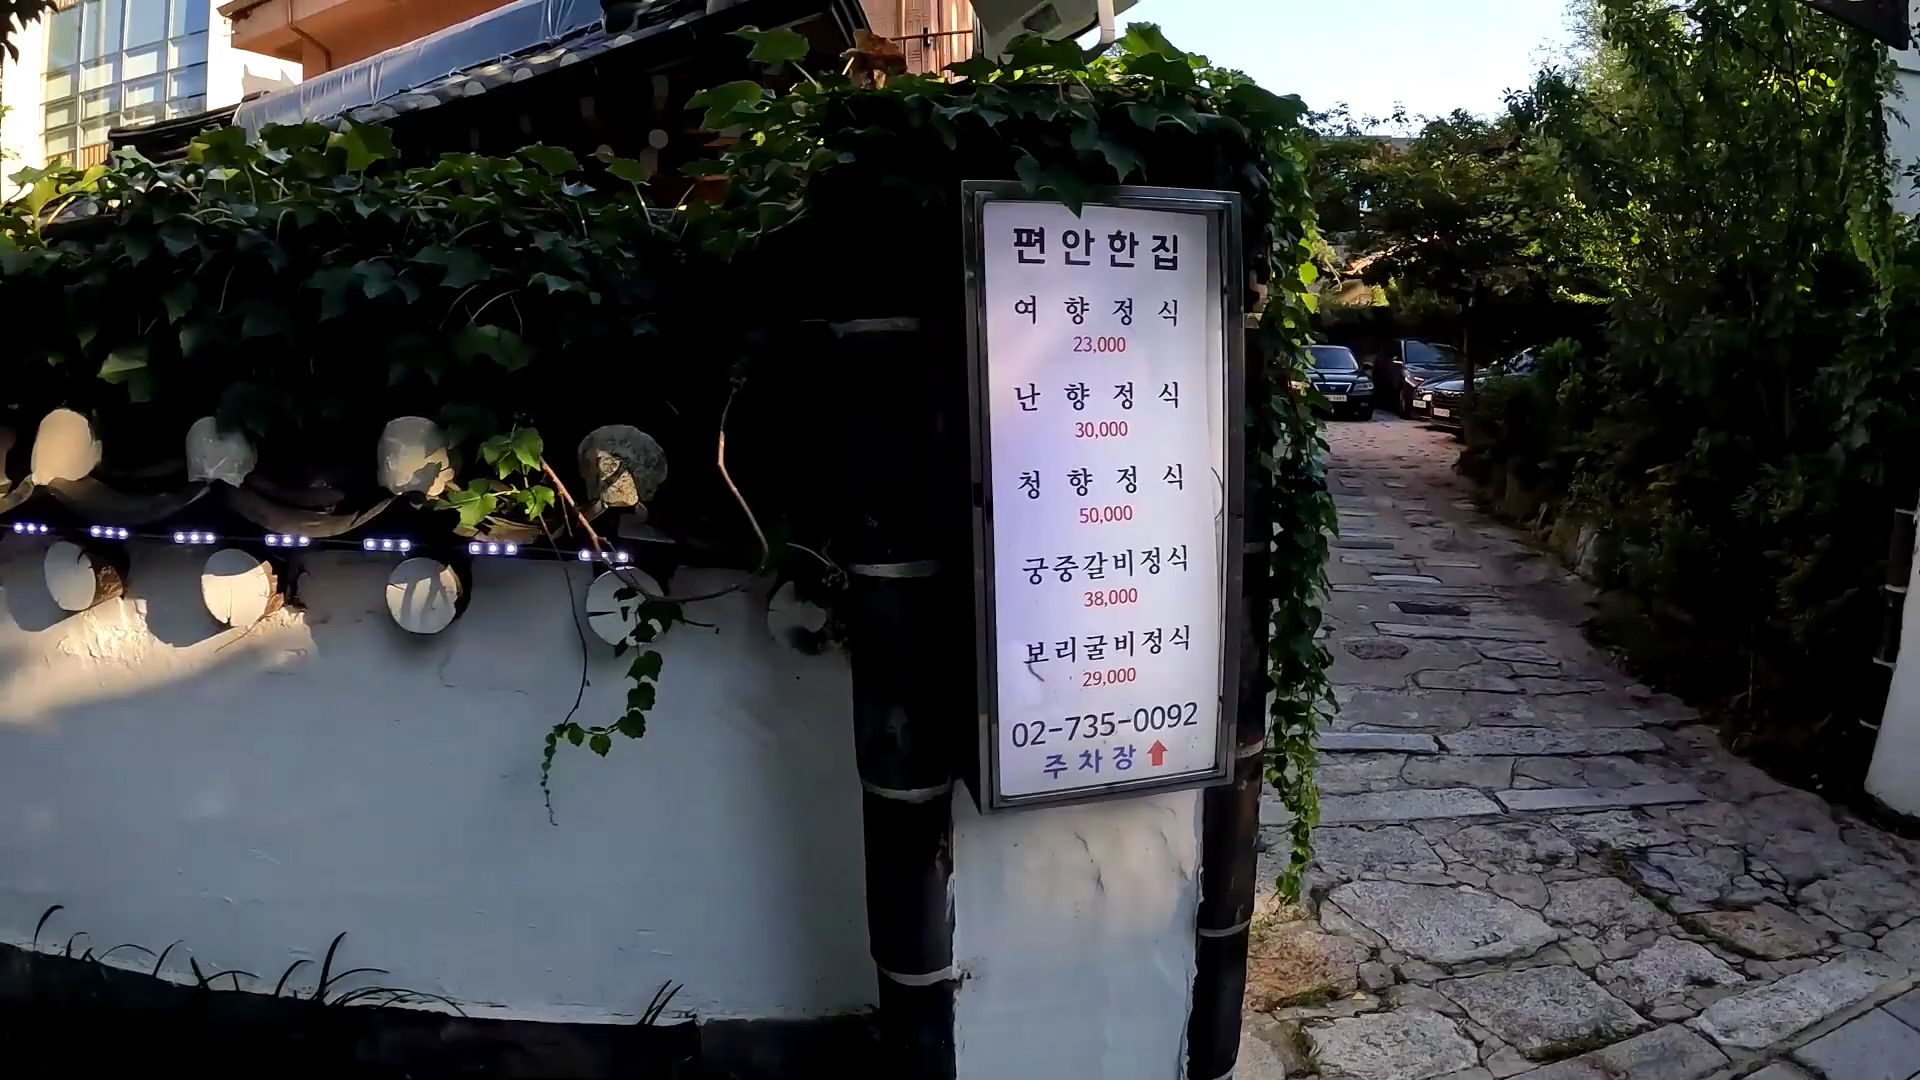 편안한집
여향정식
23,000
난향정식
30,000
청향정식
50,000
궁중갈비정식
38,000
보리굴비정식
29,000
02-735-0092
주차장